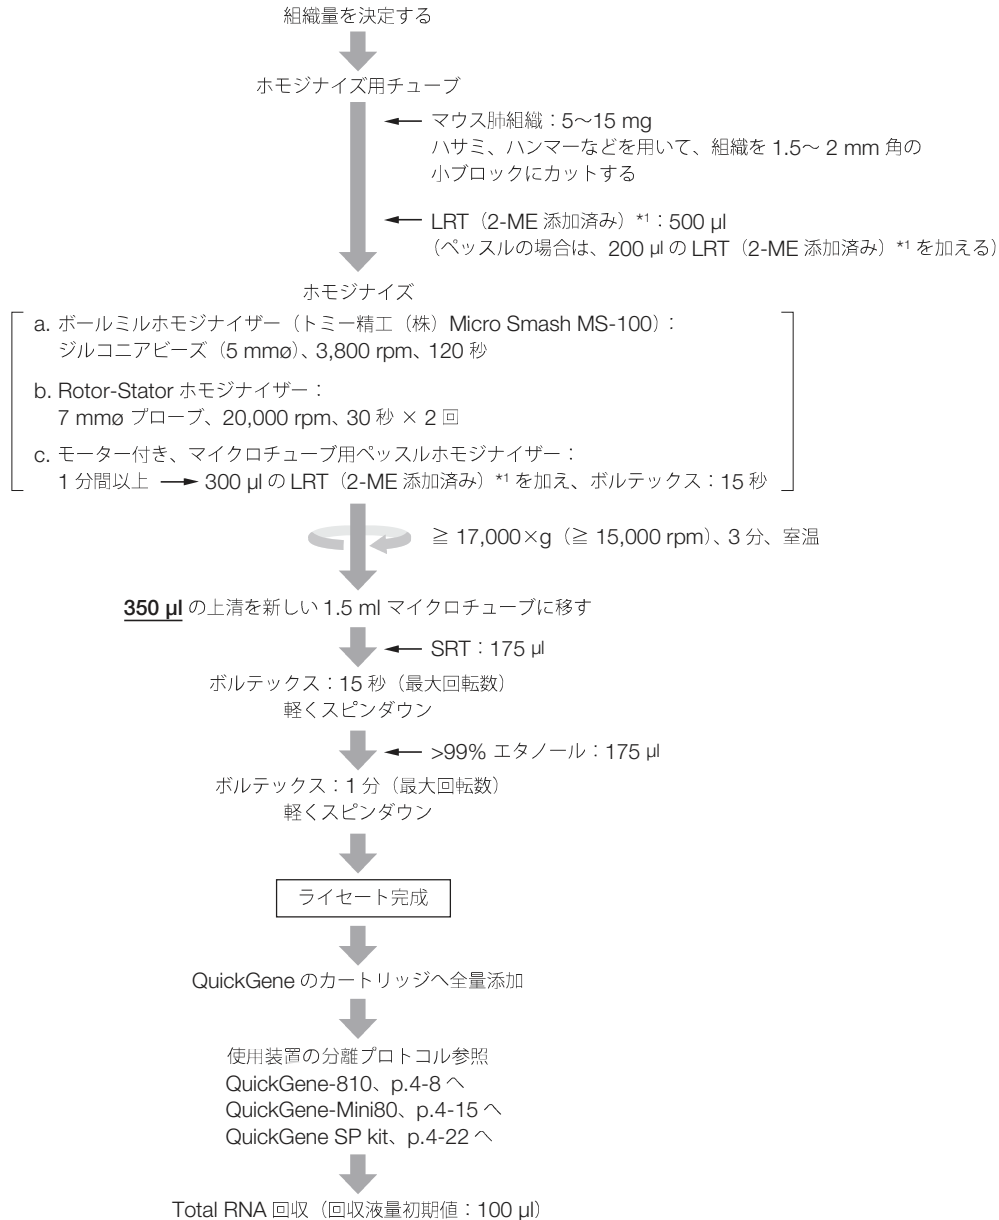 組織量を決定する
ホモジナイズ用チューブ
マウス肺組織：5〜15 mg
ハサミ、ハンマーなどを用いて、組織を 1.5〜 2 mm 角の
小ブロックにカットする
LRT（2-ME 添加済み）*1：500 µl
（ペッスルの場合は、200 µl の LRT（2-ME 添加済み）*1 を加える）
ホモジナイズ
a. ボールミルホモジナイザー（トミー精工（株）Micro Smash MS-100）：
ジルコニアビーズ（5 mmø）、3,800 rpm、120 秒
b. Rotor-Stator ホモジナイザー：
7 mmø プローブ、20,000 rpm、30 秒 × 2 回
c. モーター付き、マイクロチューブ用ペッスルホモジナイザー：
1 分間以上 → 300 µl の LRT（2-ME 添加済み）*1 を加え、ボルテックス：15 秒
≧ 17,000×g（≧ 15,000 rpm）、3 分、室温
350 µl の上清を新しい 1.5 ml マイクロチューブに移す
SRT：175 µl
ボルテックス：15 秒（最大回転数）
軽くスピンダウン
>99% エタノール：175 µl
ボルテックス：1 分（最大回転数）
軽くスピンダウン
ライセート完成
QuickGene のカートリッジへ全量添加
使用装置の分離プロトコル参照
QuickGene-810、p.4-8 へ
QuickGene-Mini80、p.4-15 へ
QuickGene SP kit、p.4-22 へ
Total RNA 回収（回収液量初期値：100 µl）